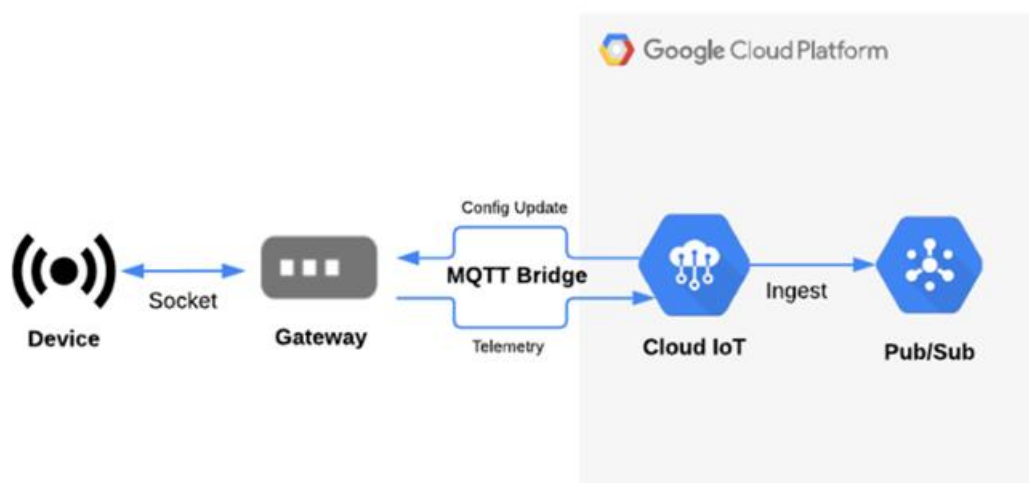 Google Cloud Platform
Config Update
MQTT Bridge
Socket
Ingest
Device
Gateway
Telemetry
Cloud IoT
Pub/Sub